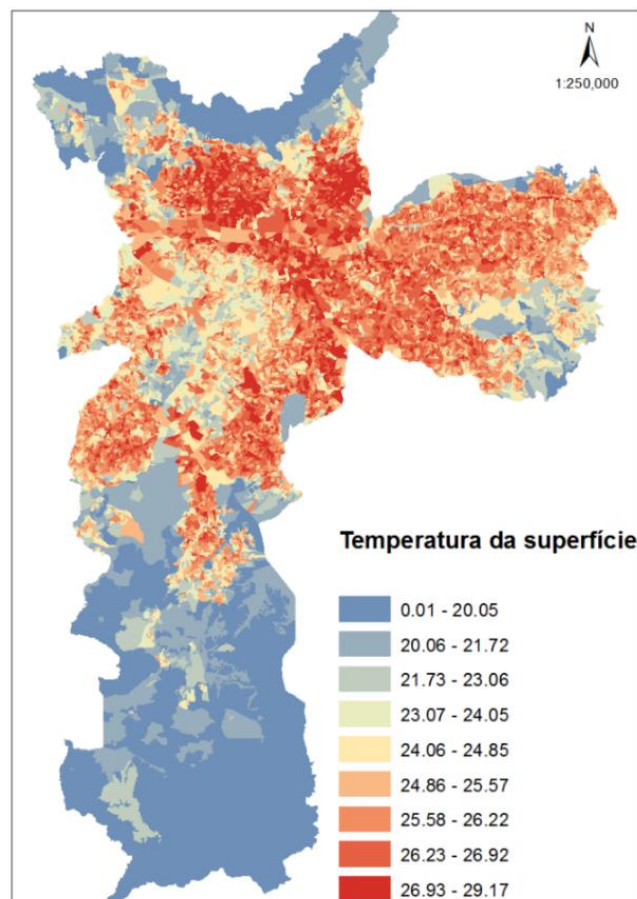 N
1:250,000
Temperatura da superfície
0.01 - 20.05
20.06 - 21.72
21.73 - 23.06
23.07 - 24.05
24.06 - 24.85
24.86 - 25.57
25.58 - 26.22
26.23 - 26.92
26.93 - 29.17